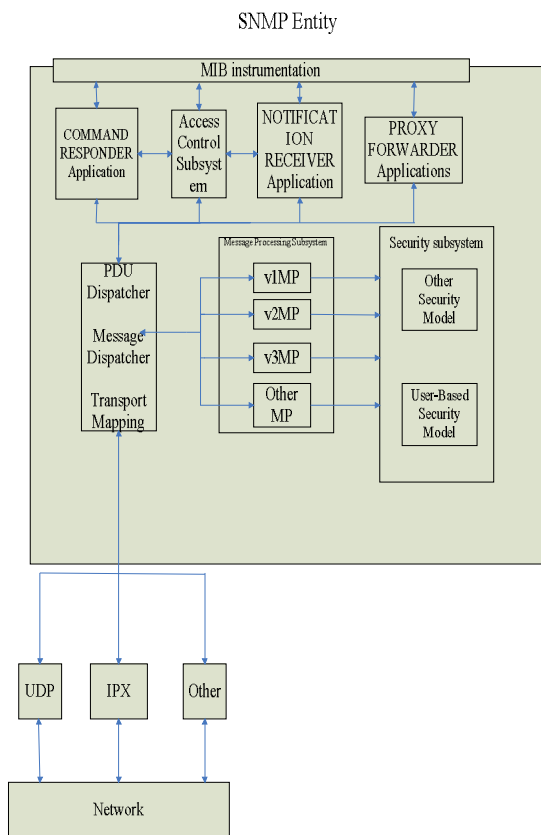 SNMP Entity
MIB instrumentation
COMMAND
RESPONDER
Application
Access
Control
Subsyst
em
NOTIFICAT
ION
RECEIVER
Application
PROXY
FORWARDER
Applications
Message Processing Subsystem
Security subsystem
PDU
Dispatcher
Message
Dispatcher
Transport
Mapping
v1MP
v2MP
v3MP
Other
MP
Other
Security
Model
User-Based
Security
Model
UDP
IPX
Other
Network